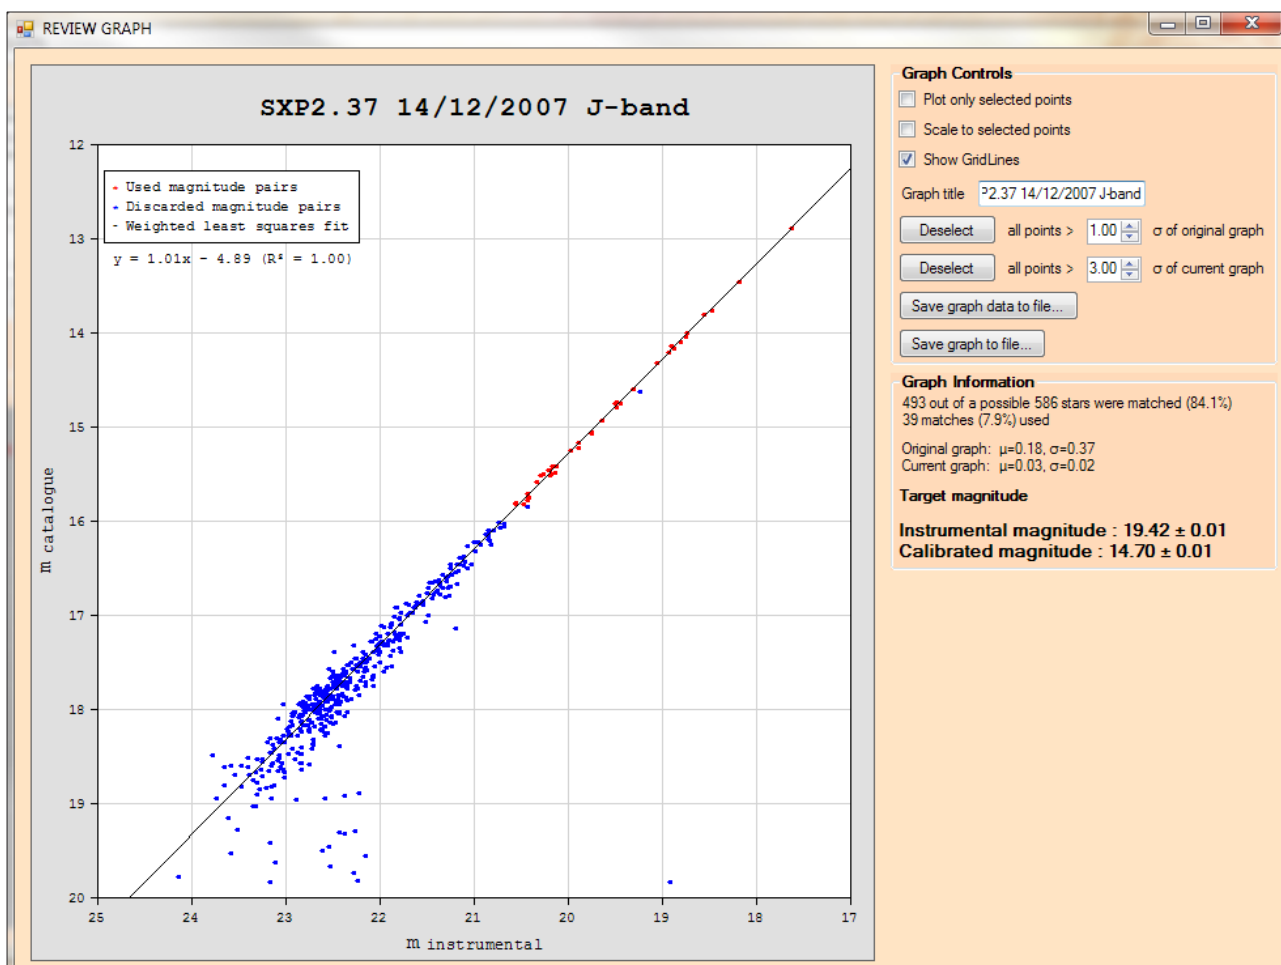 REVIEW GRAPH
SXP2.37 14/12/2007 J-band
12
13
14
15
16
17
18
19
20
m catalogue
Used magnitude pairs
Discarded magnitude pairs
- Weighted least squares fit
y = 1.01x - 4.89 (R² = 1.00)
25
24
23
22
21
20
19
18
17
m instrumental
Graph Controls
Plot only selected points
Scale to selected points
Show GridLines
Graph title P2.37 14/12/2007 J-band
Deselect all points > 1.00 σ of original graph
Deselect all points > 3.00 σ of current graph
Save graph data to file...
Save graph to file...
Graph Information
493 out of a possible 586 stars were matched (84.1%)
39 matches (7.9%) used
Original graph: μ=0.18, σ=0.37
Current graph: μ=0.03, σ=0.02
Target magnitude
Instrumental magnitude : 19.42 ± 0.01
Calibrated magnitude : 14.70 ± 0.01